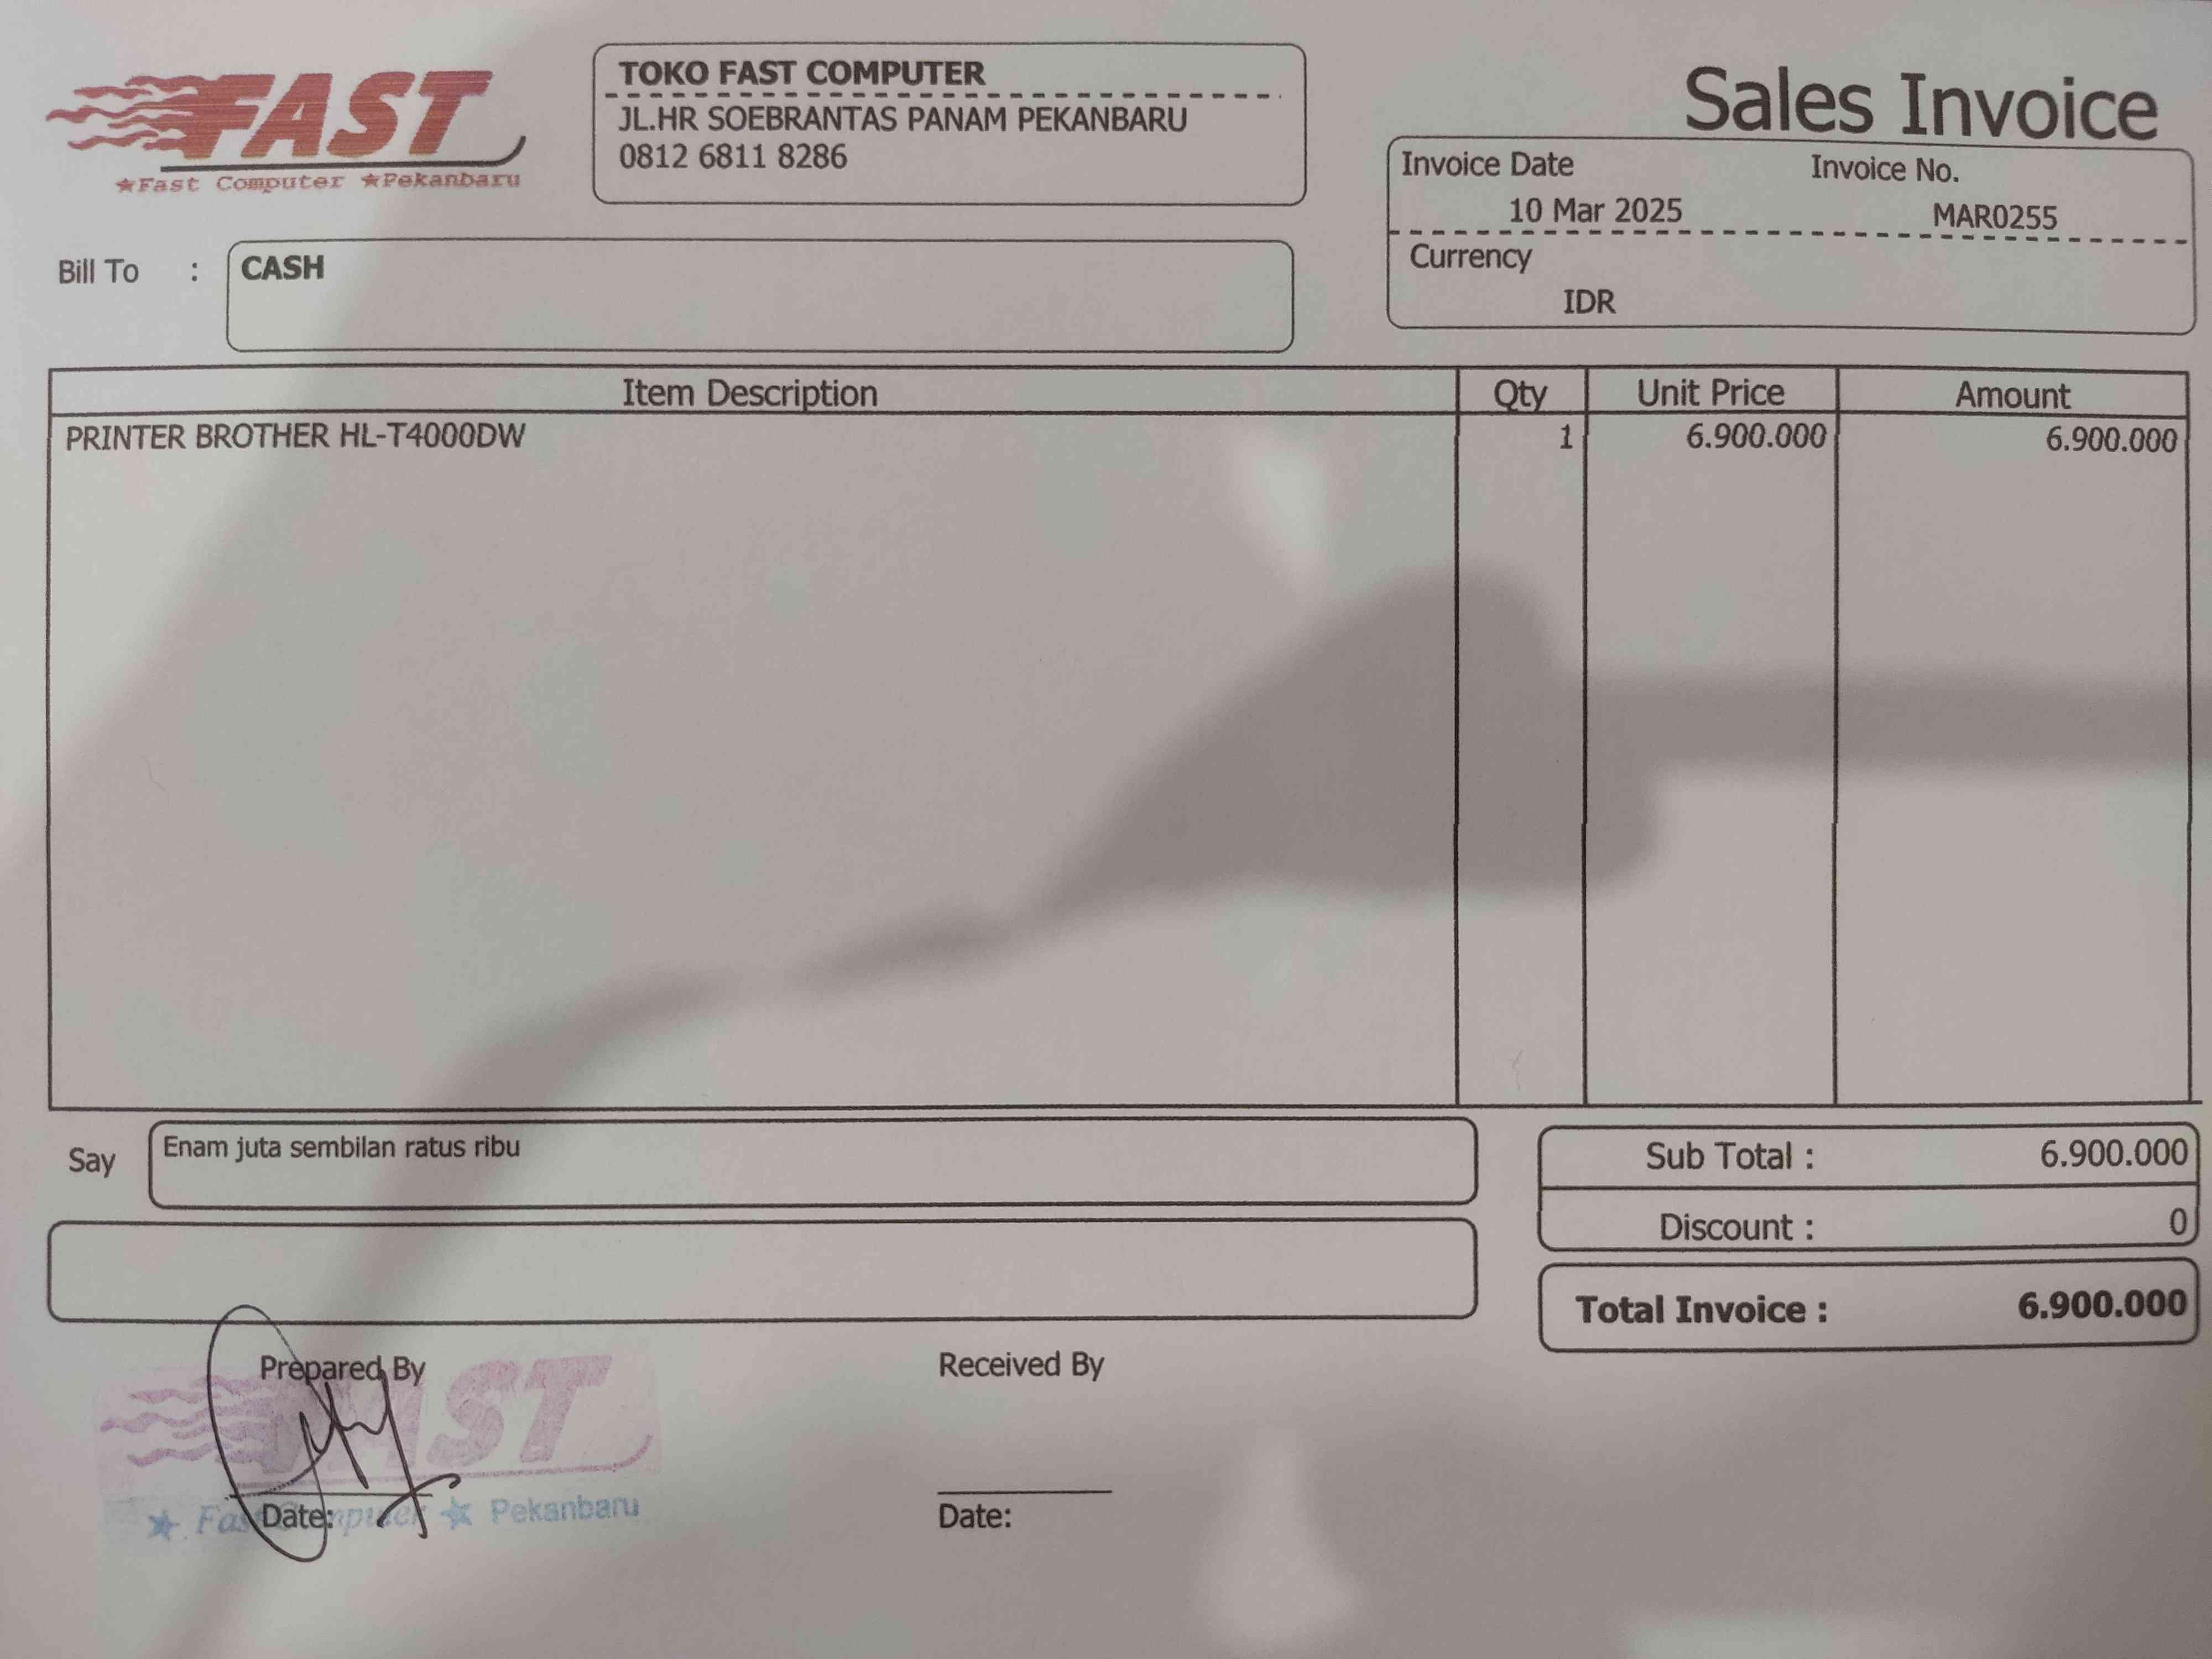 FAST
★Fast Computer ★Pekanbaru
TOKO FAST COMPUTER
JL.HR SOEBRANTAS PANAM PEKANBARU
0812 6811 8286
Sales Invoice
Invoice Date Invoice No.
10 Mar 2025 MAR0255
Currency
IDR
Bill To : CASH
Item Description Qty Unit Price Amount
PRINTER BROTHER HL-T4000DW 1 6.900.000 6.900.000
Say Enam juta sembilan ratus ribu
Sub Total : 6.900.000
Discount : 0
Total Invoice : 6.900.000
Prepared By Received By
FAST
Date: Date:
★ Fast Computer ★ Pekanbaru